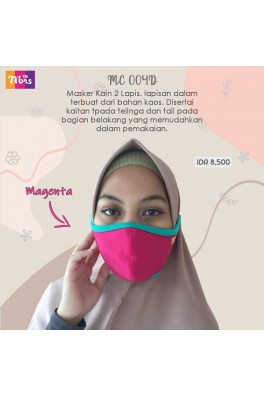 Nbrs
MC 004D
Masker Kain 2 Lapis. lapisan dalam
terbuat dari bahan kaos. Disertai
kaitan tpada telinga dan tali pada
bagian belakang yang memudahkan
dalam pemakaian.
IDR 8,500
Magenta